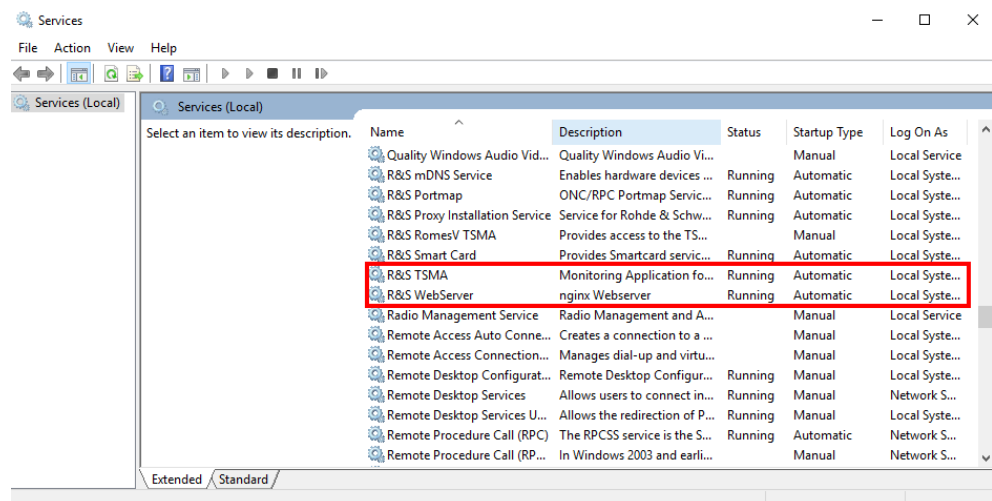 Services
File Action View Help
Services (Local)
Services (Local)
Select an item to view its description.
Name Description Status Startup Type Log On As
Quality Windows Audio Vid... Quality Windows Audio Vi... Manual Local Service
R&S mDNS Service Enables hardware devices ... Running Automatic Local Syste...
R&S Portmap ONC/RPC Portmap Servic... Running Automatic Local Syste...
R&S Proxy Installation Service Service for Rohde & Schw... Running Automatic Local Syste...
R&S RomesV TSMA Provides access to the TS... Manual Local Syste...
R&S Smart Card Provides Smartcard servic... Running Automatic Local Syste...
R&S TSMA Monitoring Application fo... Running Automatic Local Syste...
R&S WebServer nginx Webserver Running Automatic Local Syste...
Radio Management Service Radio Management and A... Manual Local Service
Remote Access Auto Conne... Creates a connection to a ... Manual Local Syste...
Remote Access Connection... Manages dial-up and virtu... Manual Local Syste...
Remote Desktop Configurat... Remote Desktop Configur... Running Manual Local Syste...
Remote Desktop Services Allows users to connect in... Running Manual Network S...
Remote Desktop Services U... Allows the redirection of P... Running Manual Local Syste...
Remote Procedure Call (RPC) The RPCSS service is the S... Running Automatic Network S...
Remote Procedure Call (RP... In Windows 2003 and earli... Manual Network S...
Extended Standard